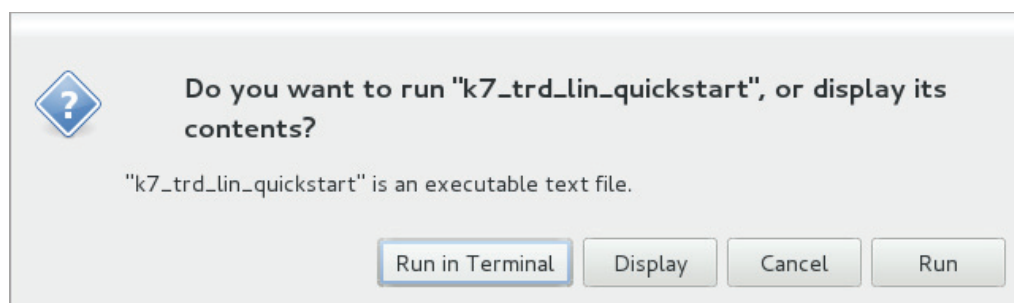 Do you want to run "k7_trd_lin_quickstart", or display its
contents?
"k7_trd_lin_quickstart" is an executable text file.
Run in Terminal Display Cancel Run